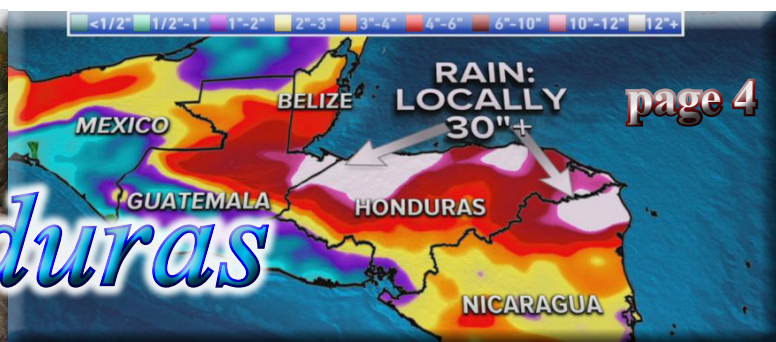 <1/2" 1/2"-1" 1"-2" 2"-3" 3"-4" 4"-6" 6"-10" 10"-12" 12"+
RAIN:
LOCALLY
30"+
page 4
BELIZE
MEXICO
GUATEMALA
HONDURAS
duras
NICARAGUA